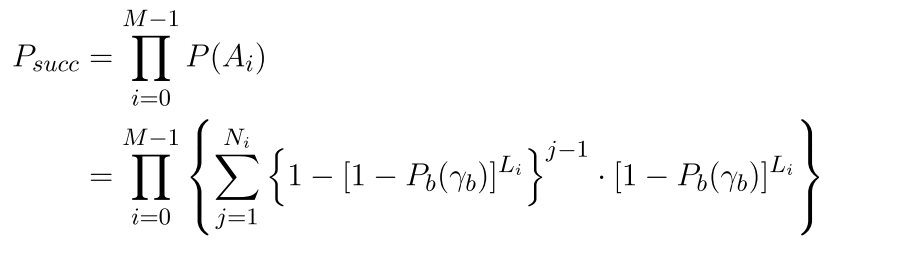 P_{succ} = \prod_{i=0}^{M-1} P(A_i)
= \prod_{i=0}^{M-1} \left\{ \sum_{j=1}^{N_i} \left\{ 1 - [1 - P_b(\gamma_b)]^{L_i} \right\}^{j-1} \cdot [1 - P_b(\gamma_b)]^{L_i} \right\}